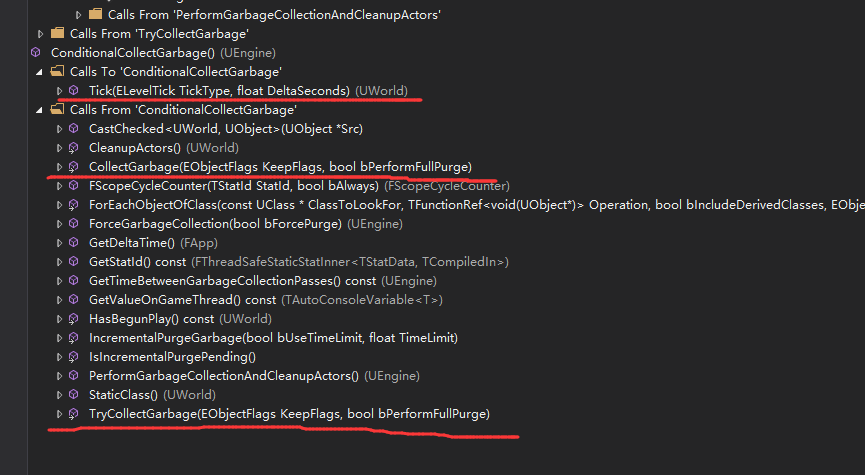 Calls From 'PerformGarbageCollectionAndCleanupActors'
Calls From 'TryCollectGarbage'
ConditionalCollectGarbage() (UEngine)
Calls To 'ConditionalCollectGarbage'
Tick(ELevelTick TickType, float DeltaSeconds) (UWorld)
Calls From 'ConditionalCollectGarbage'
CastChecked<UWorld, UObject>(UObject *Src)
CleanupActors() (UWorld)
CollectGarbage(EObjectFlags KeepFlags, bool bPerformFullPurge)
FScopeCycleCounter(TStatId StatId, bool bAlways) (FScopeCycleCounter)
ForEachObjectOfClass(const UClass * ClassToLookFor, TFunctionRef<void(UObject*)> Operation, bool bIncludeDerivedClasses, EObje
ForceGarbageCollection(bool bForcePurge) (UEngine)
GetDeltaTime() (FApp)
GetStatId() const (FThreadSafeStaticStatInner<TStatData, TCompiledIn>)
GetTimeBetweenGarbageCollectionPasses() const (UEngine)
GetValueOnGameThread() const (TAutoConsoleVariable<T>)
HasBegunPlay() const (UWorld)
IncrementalPurgeGarbage(bool bUseTimeLimit, float TimeLimit)
IsIncrementalPurgePending()
PerformGarbageCollectionAndCleanupActors() (UEngine)
StaticClass() (UWorld)
TryCollectGarbage(EObjectFlags KeepFlags, bool bPerformFullPurge)